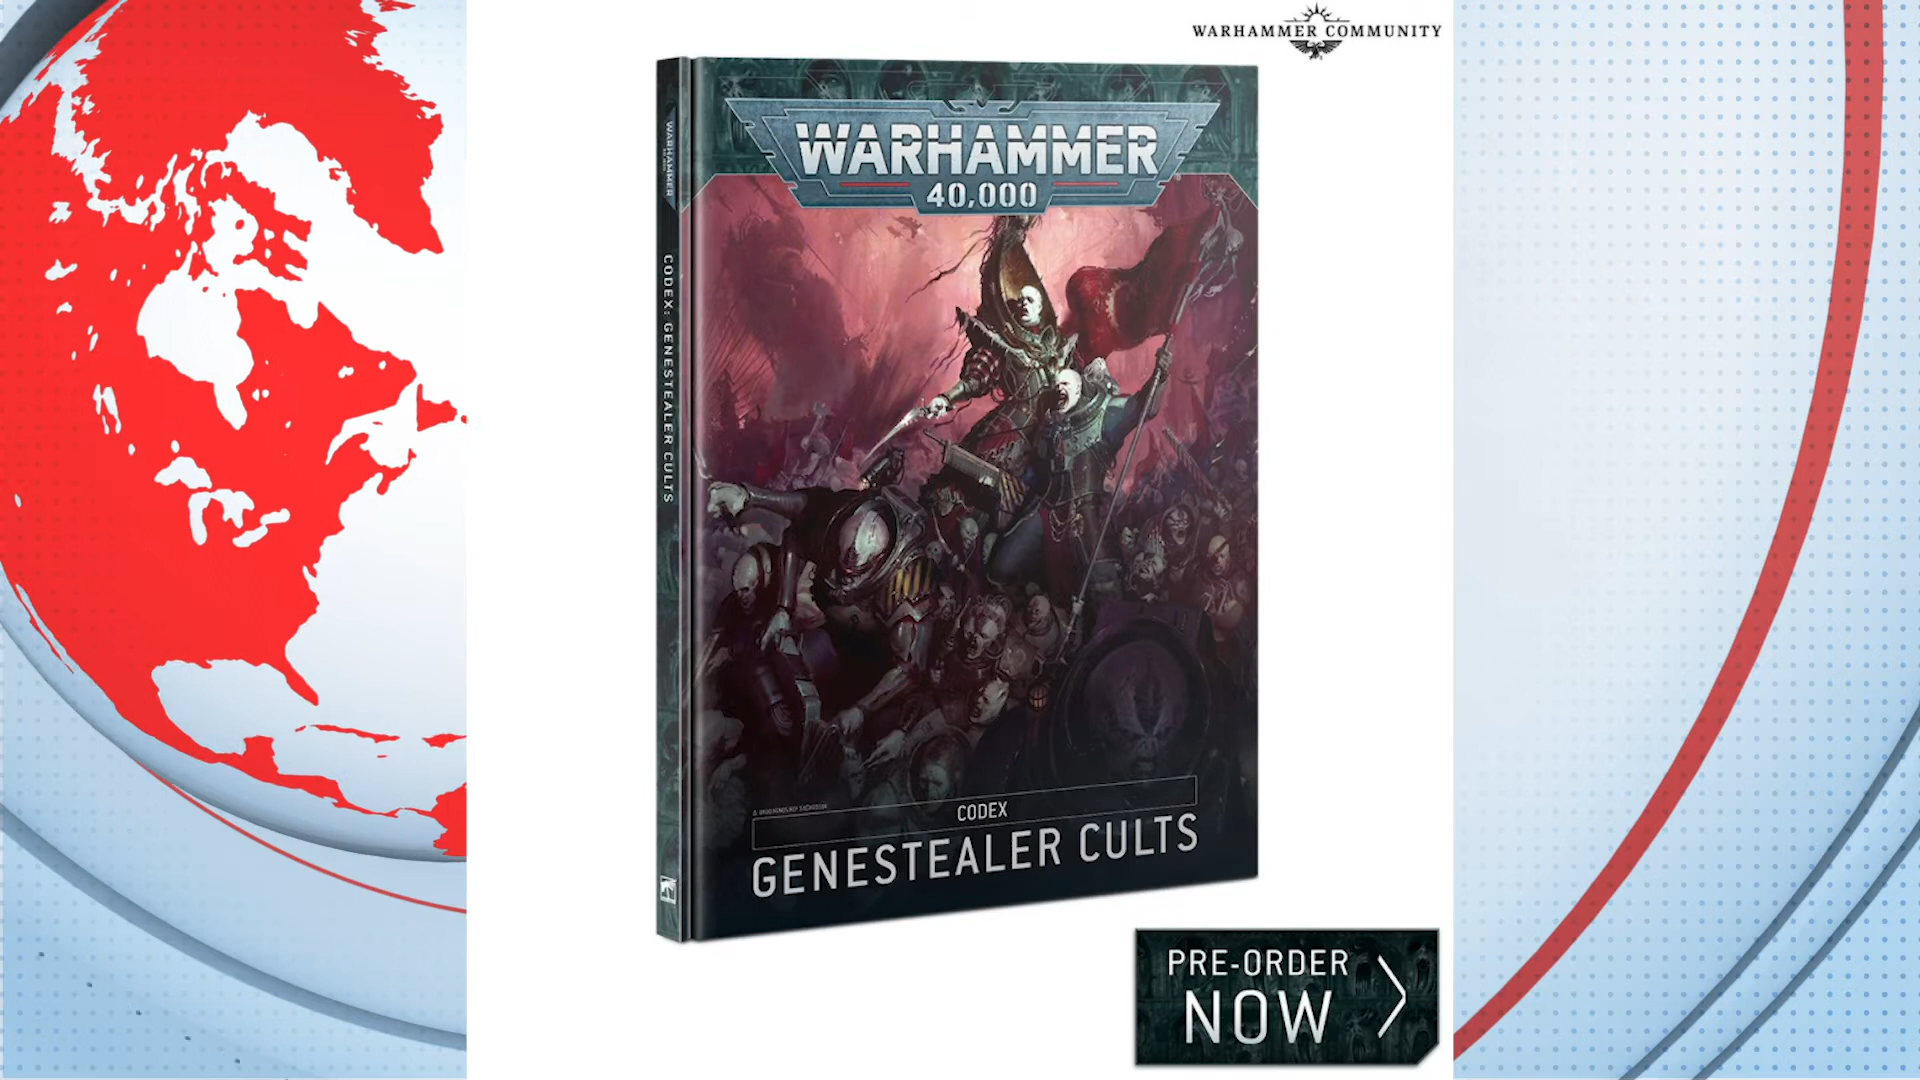 WARHAMMER COMMUNITY
WARHAMMER
40,000
WARHAMMER
CODEX: GENESTEALER CULTS
CODEX
GENESTEALER CULTS
PRE-ORDER
NOW